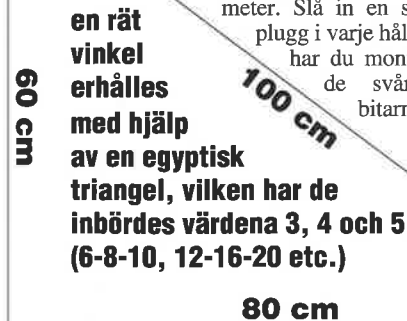 meter. Slå in en
plugg i varje hål
har du mon
de svår
bitarn
en rät
vinkel
erhålles
med hjälp
av en egyptisk
triangel, vilken har de
inbördes värdena 3, 4 och 5
(6-8-10, 12-16-20 etc.)
60 cm
100 cm
80 cm